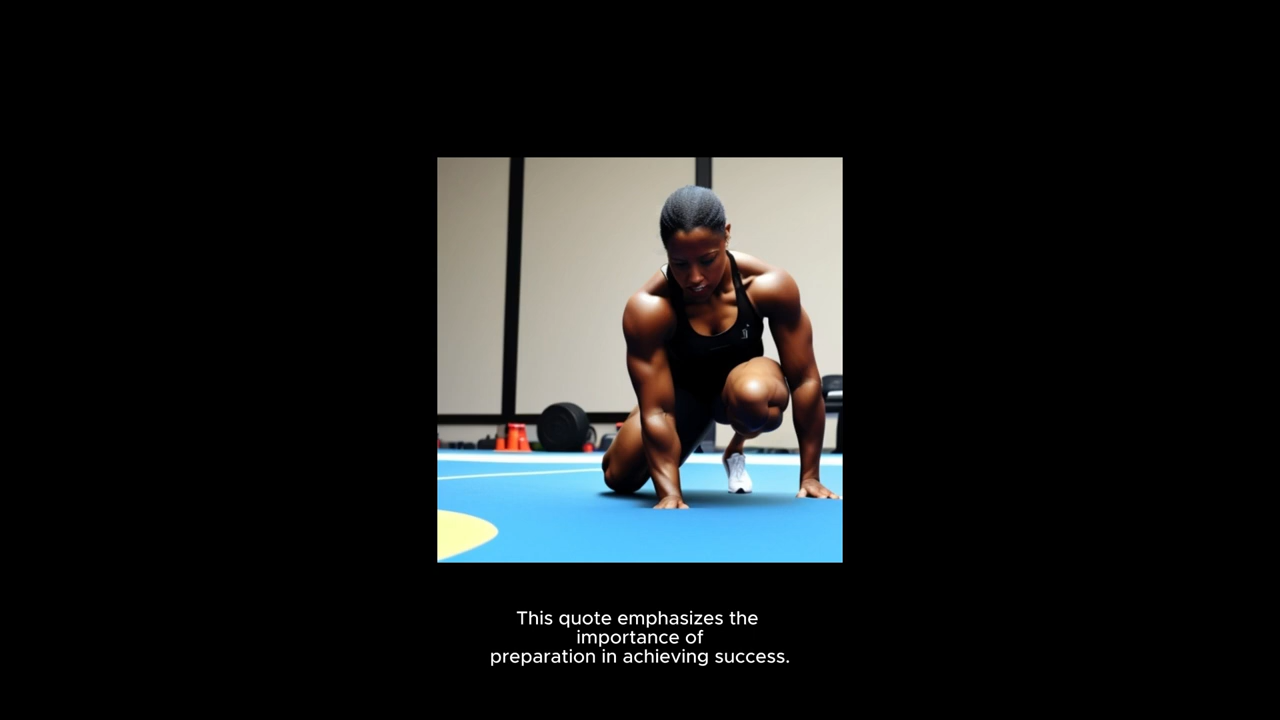 This quote emphasizes the
importance of
preparation in achieving success.